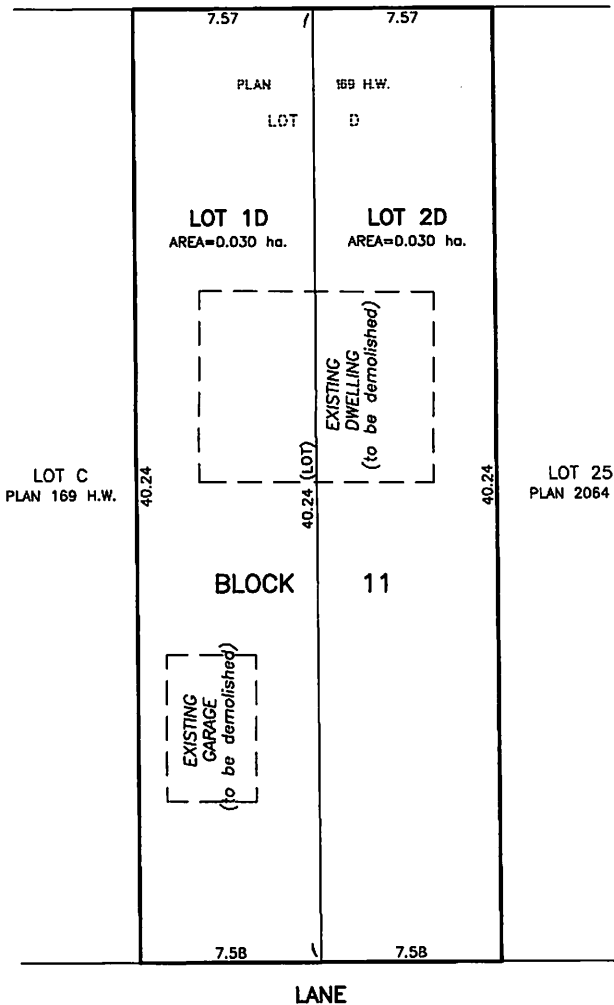 7.57 7.57
PLAN 169 H.W.
LOT D
LOT 1D LOT 2D
AREA=0.030 ha. AREA=0.030 ha.
EXISTING
DWELLING
(to be demolished)
LOT C
PLAN 169 H.W.
40.24
40.24 (LOT)
40.24
LOT 25
PLAN 2064
BLOCK 11
EXISTING
GARAGE
(to be demolished)
7.58 7.58
LANE